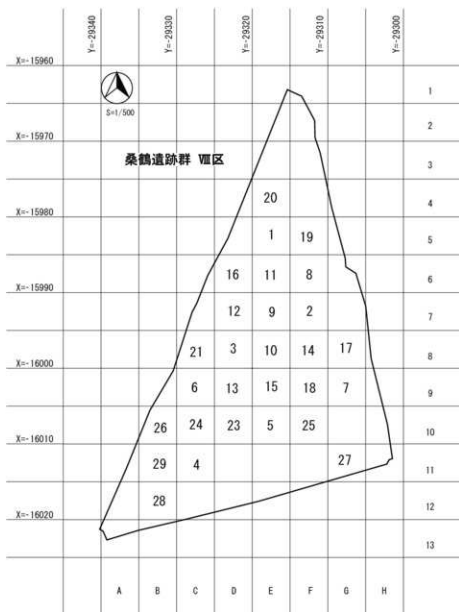 Y=-29340
Y=-29330
Y=-29320
Y=-29310
Y=-29300
X=-15960
1
S=1/500
2
X=-15970
桑鶴遺跡群 Ⅷ区
3
20
4
X=-15980
1
19
5
16
11
8
6
X=-15990
12
9
2
7
21
3
10
14
17
8
X=-16000
6
13
15
18
7
9
26
24
23
5
25
10
X=-16010
29
4
27
11
28
12
X=-16020
13
A
B
C
D
E
F
G
H